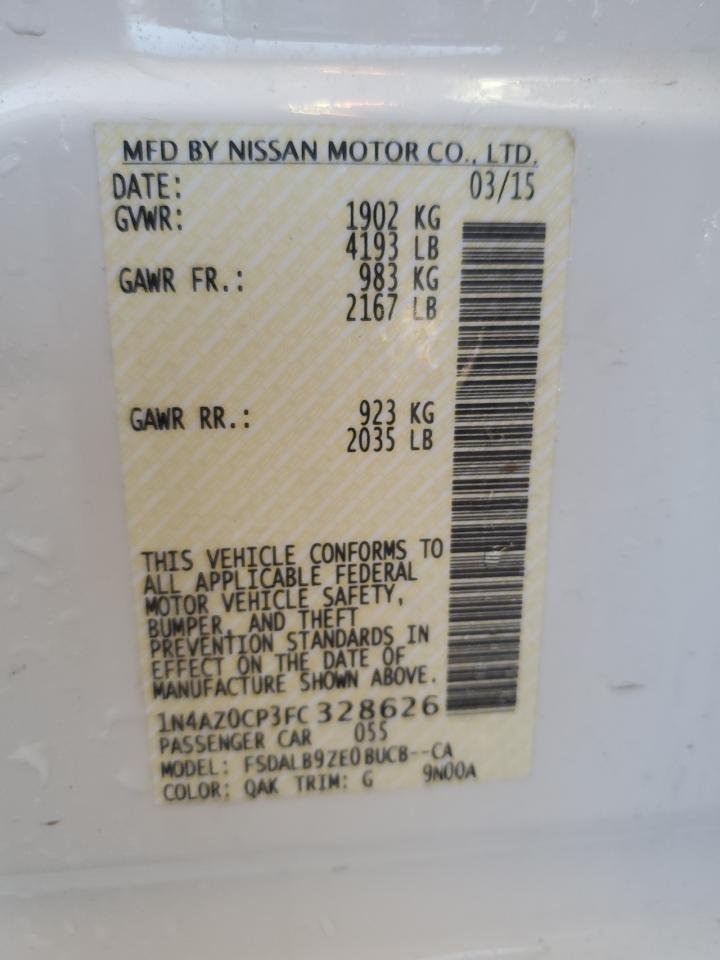 MFD BY NISSAN MOTOR CO., LTD.
DATE: 03/15
GVWR: 1902 KG
4193 LB
GAWR FR.: 983 KG
2167 LB
GAWR RR.: 923 KG
2035 LB
THIS VEHICLE CONFORMS TO
ALL APPLICABLE FEDERAL
MOTOR VEHICLE SAFETY,
BUMPER, AND THEFT
PREVENTION STANDARDS IN
EFFECT ON THE DATE OF
MANUFACTURE SHOWN ABOVE.
1N4AZ0CP3FC328626
PASSENGER CAR 055
MODEL: FSDALB9ZE0BUCB--CA
COLOR: QAK TRIM: G 9N00A